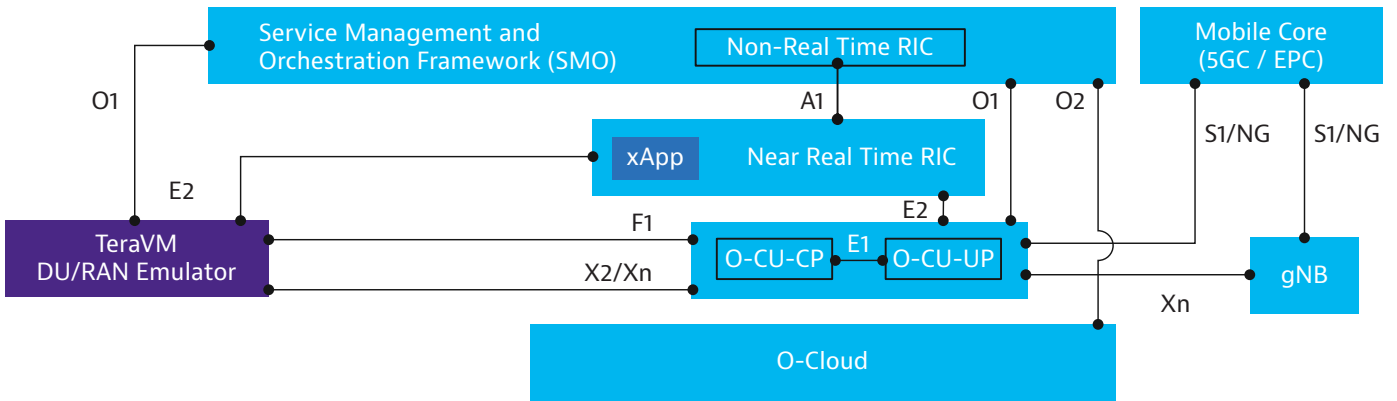 Service Management and
Orchestration Framework (SMO)
Non-Real Time RIC
Mobile Core
(5GC / EPC)
O1
A1
O1
O2
S1/NG
S1/NG
xApp
Near Real Time RIC
E2
E2
F1
TeraVM
DU/RAN Emulator
X2/Xn
O-CU-CP
E1
O-CU-UP
gNB
Xn
O-Cloud